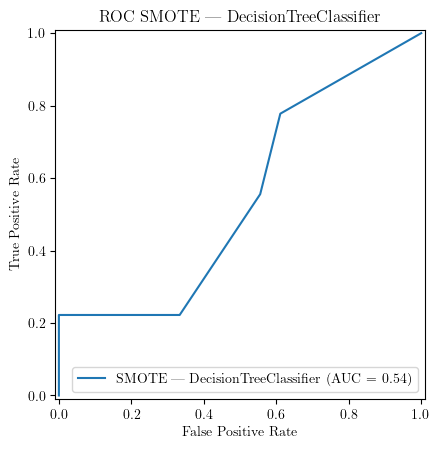 ROC SMOTE — DecisionTreeClassifier
1.0
0.8
0.6
0.4
0.2
0.0
True Positive Rate
SMOTE — DecisionTreeClassifier (AUC = 0.54)
0.0 0.2 0.4 0.6 0.8 1.0
False Positive Rate